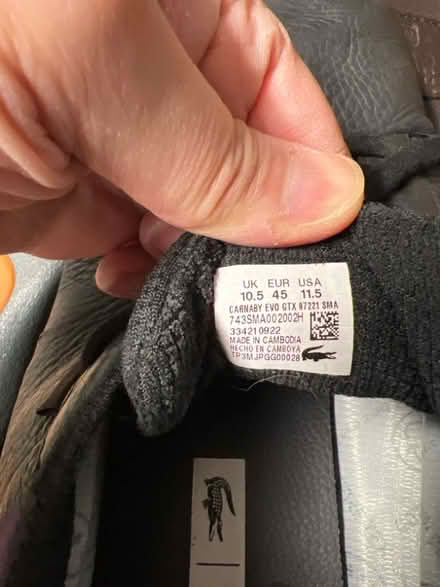 UK EUR USA
10.5 45 11.5
CARNABY EVO GTX 07221 SMA
743SMA002002H
334210922
MADE IN CAMBODIA
HECHO EN CAMBOYA
TP3MJPGG00028